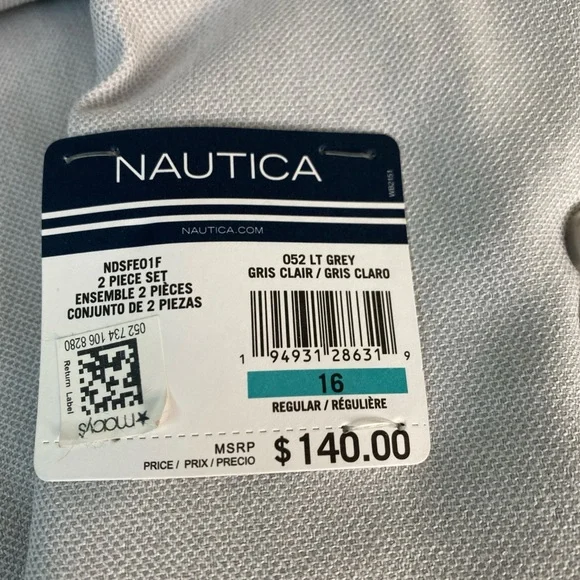 NAUTICA
NAUTICA.COM
WB2151
NDSFE01F
2 PIECE SET
ENSEMBLE 2 PIÈCES
CONJUNTO DE 2 PIEZAS
052 LT GREY
GRIS CLAIR / GRIS CLARO
1 94931 28631 9
16
REGULAR / RÉGULIÈRE
052 734 106 8280
Return Label
★macy's
MSRP
PRICE / PRIX / PRECIO
$140.00